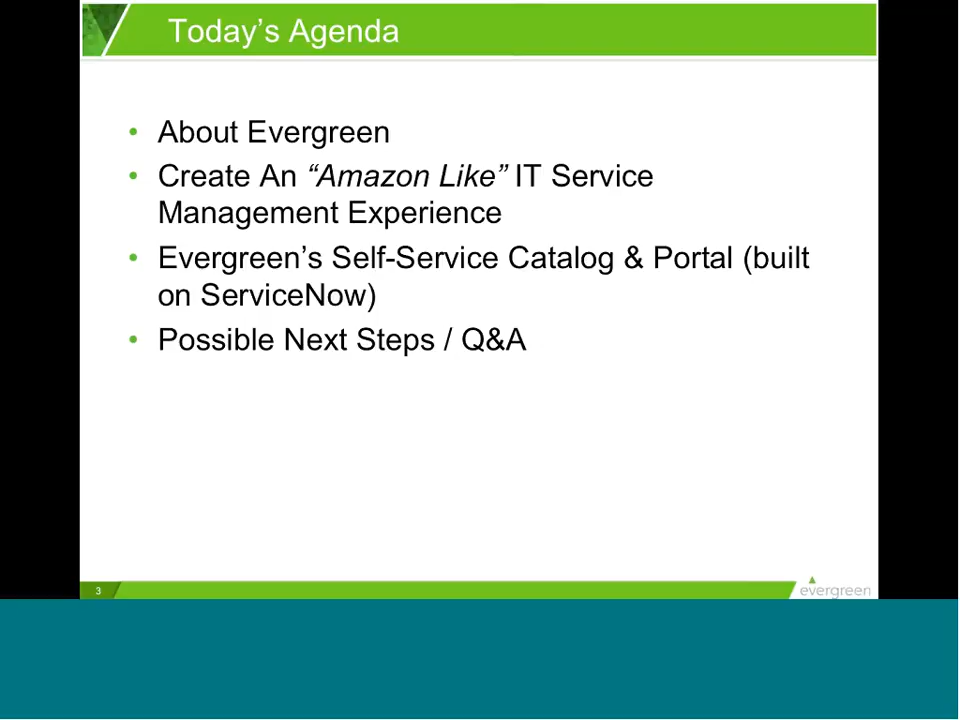 Today’s Agenda
• About Evergreen
• Create An “Amazon Like” IT Service
Management Experience
• Evergreen’s Self-Service Catalog & Portal (built
on ServiceNow)
• Possible Next Steps / Q&A
3
evergreen